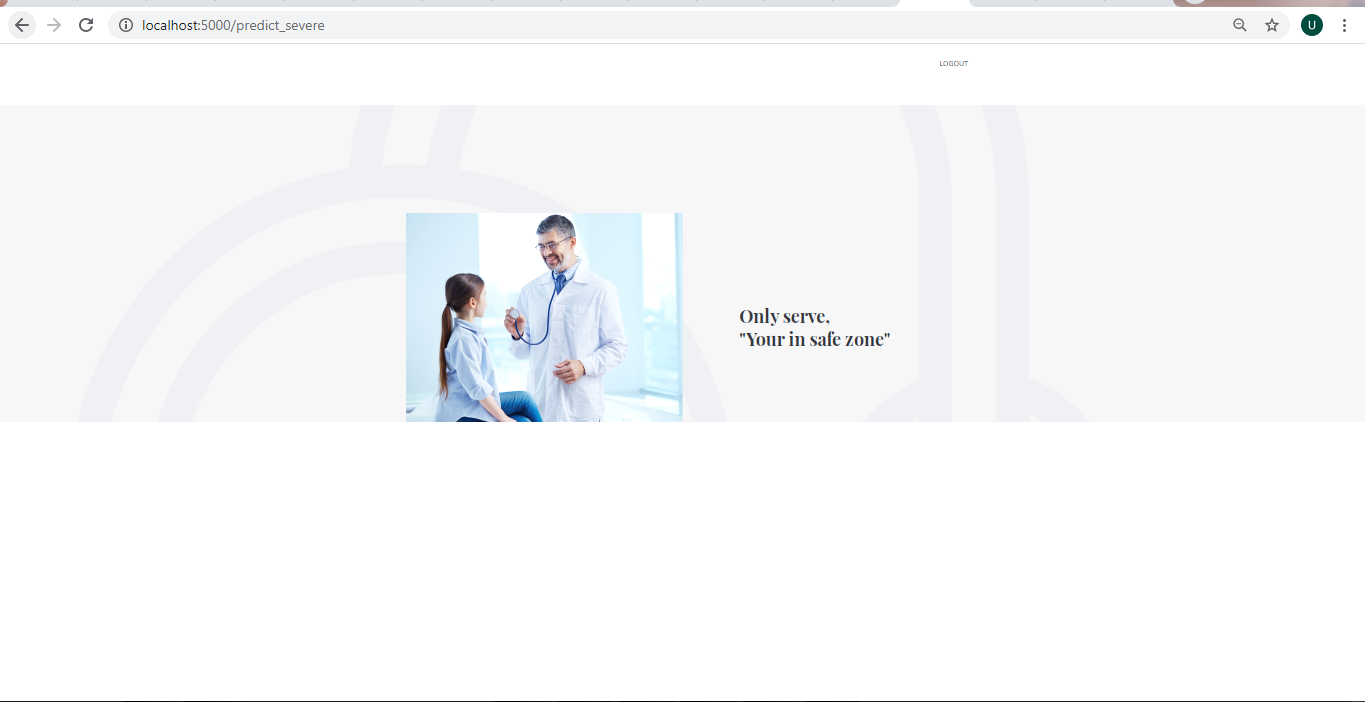 localhost:5000/predict_severe
U
LOGOUT
Only serve,
"Your in safe zone"